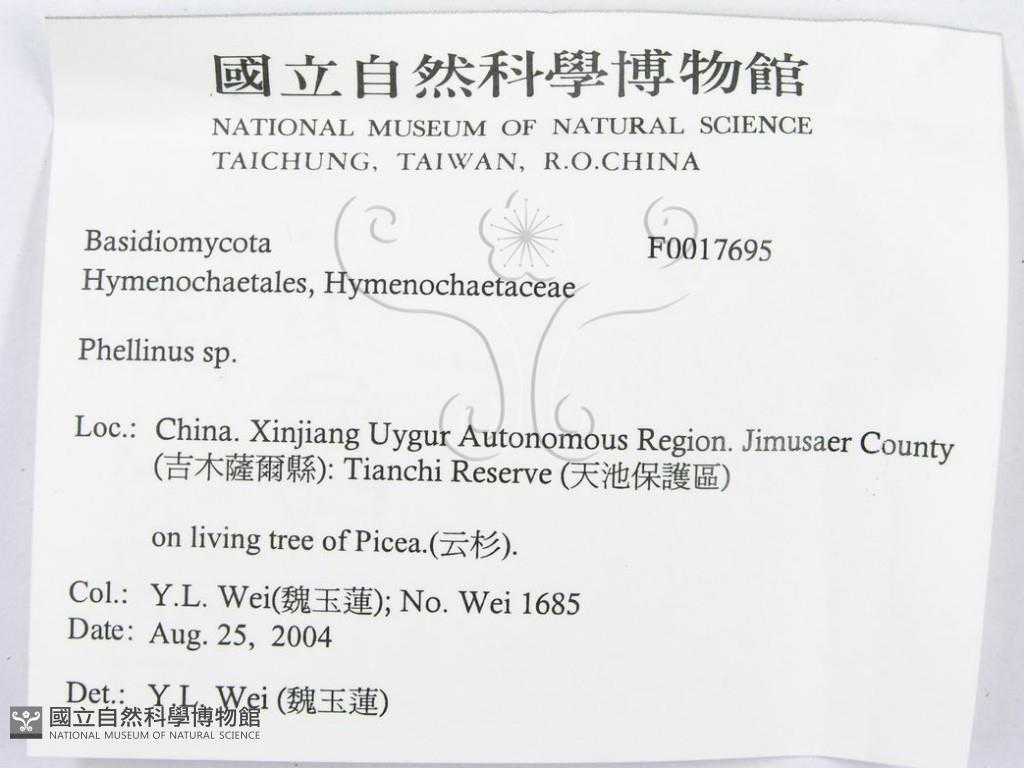 國立自然科學博物館
NATIONAL MUSEUM OF NATURAL SCIENCE
TAICHUNG, TAIWAN, R.O.CHINA
Basidiomycota F0017695
Hymenochaetales, Hymenochaetaceae
Phellinus sp.
Loc.: China. Xinjiang Uygur Autonomous Region. Jimusaer County
(吉木薩爾縣): Tianchi Reserve (天池保護區)
on living tree of Picea.(云杉).
Col.: Y.L. Wei(魏玉蓮); No. Wei 1685
Date: Aug. 25, 2004
Det.: Y.L. Wei (魏玉蓮)
國立自然科學博物館
NATIONAL MUSEUM OF NATURAL SCIENCE